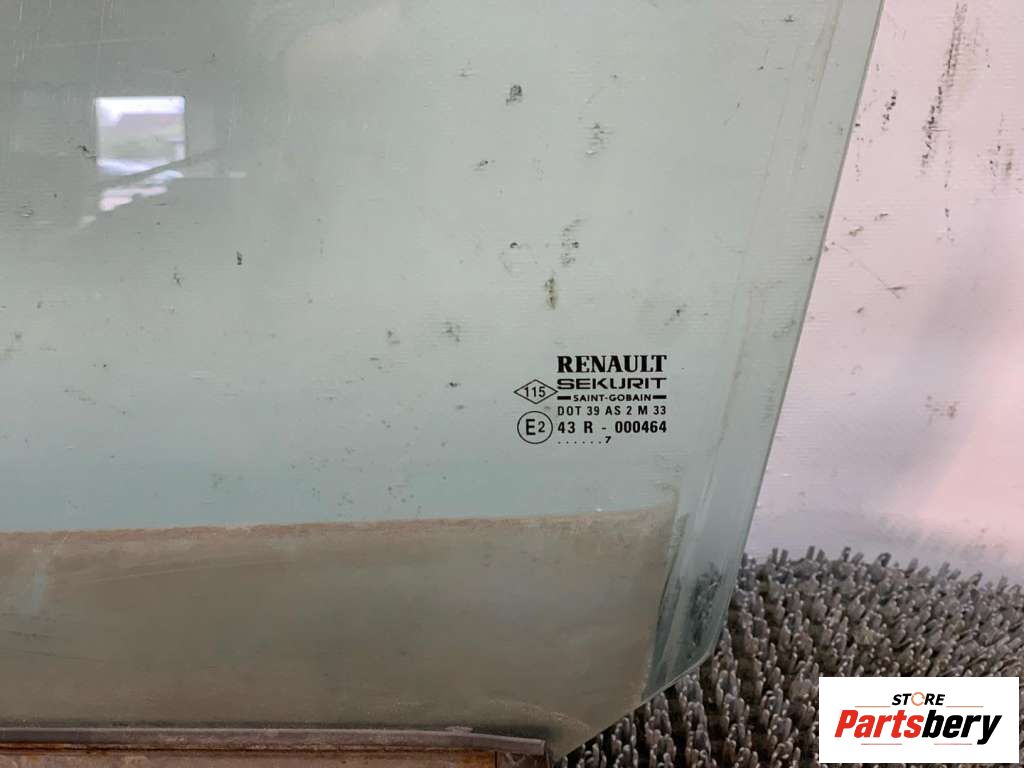 RENAULT
115
SEKURIT
SAINT-GOBAIN
DOT 39 AS 2 M 33
E2
43 R - 000464
......7
STORE
Partsbery